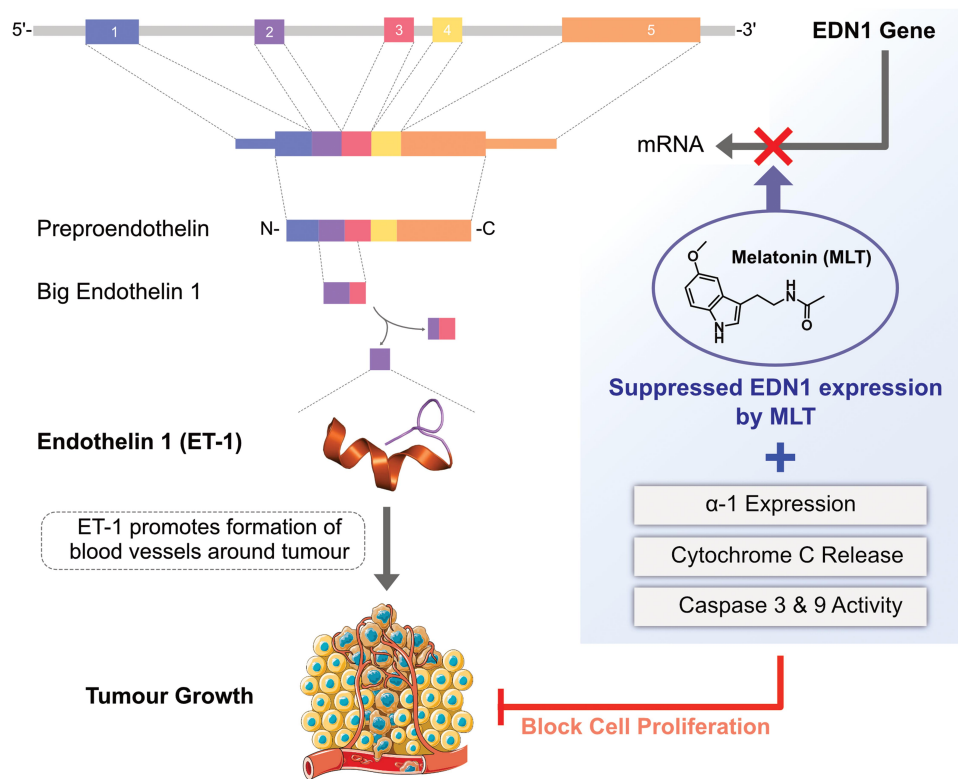 5'-
1
2
3
4
5
-3'
EDN1 Gene
mRNA
Preproendothelin
N-
-C
Big Endothelin 1
Melatonin (MLT)
O
N
H
H
N
O
Suppressed EDN1 expression
by MLT
+
Endothelin 1 (ET-1)
α-1 Expression
Cytochrome C Release
Caspase 3 & 9 Activity
ET-1 promotes formation of
blood vessels around tumour
Tumour Growth
Block Cell Proliferation